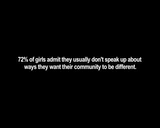 72% of girls admit they usually don't speak up about
ways they want their community to be different.